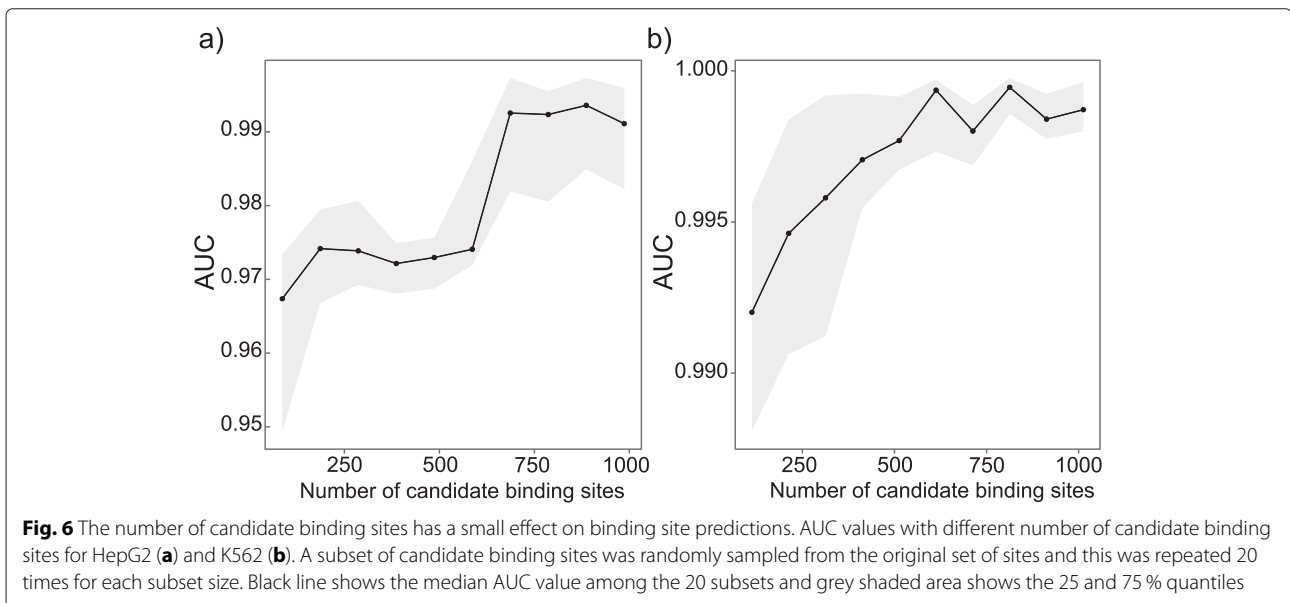 a)
0.99
0.98
0.97
0.96
0.95
AUC
250 500 750 1000
Number of candidate binding sites
b)
1.000
0.995
0.990
AUC
250 500 750 1000
Number of candidate binding sites
Fig. 6 The number of candidate binding sites has a small effect on binding site predictions. AUC values with different number of candidate binding
sites for HepG2 (a) and K562 (b). A subset of candidate binding sites was randomly sampled from the original set of sites and this was repeated 20
times for each subset size. Black line shows the median AUC value among the 20 subsets and grey shaded area shows the 25 and 75 % quantiles